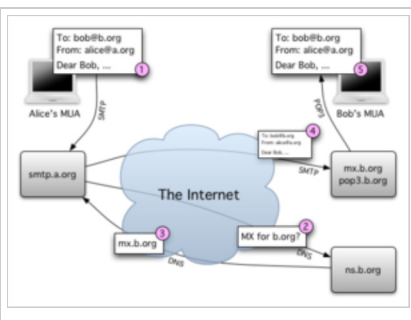 To: bob@b.org
From: alice@a.org
Dear Bob, ...
1
Alice's MUA
SMTP
To: bob@b.org
From: alice@a.org
Dear Bob, ...
5
Bob's MUA
POP3
4
To: bob@b.org
From: alice@a.org
Dear Bob, ...
SMTP
smtp.a.org
mx.b.org
pop3.b.org
The Internet
MX for b.org?
2
DNS
mx.b.org
3
DNS
ns.b.org